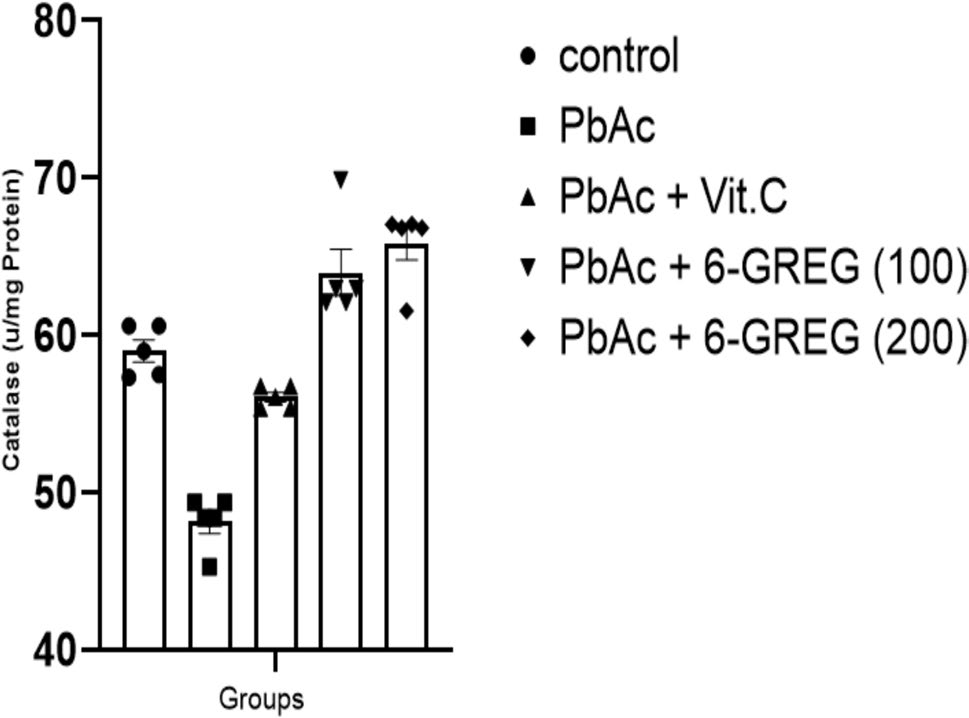 80
70
60
50
40
Catalase (u/mg Protein)
Groups
control
PbAc
PbAc + Vit.C
PbAc + 6-GREG (100)
PbAc + 6-GREG (200)